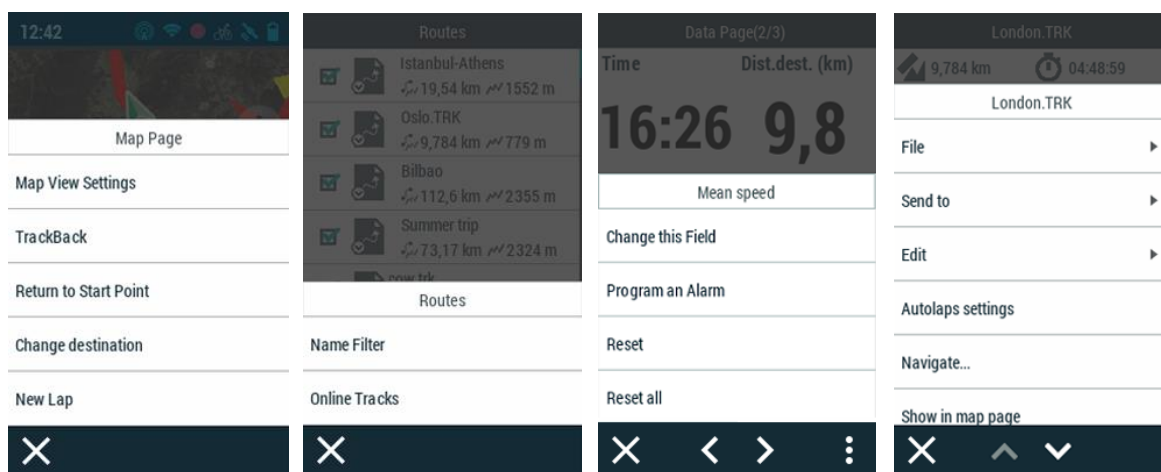 12:42
Map Page
Map View Settings
TrackBack
Return to Start Point
Change destination
New Lap
Routes
Istanbul-Athens
19,54 km 1552 m
Oslo.TRK
9,784 km 779 m
Bilbao
112,6 km 2355 m
Summer trip
73,17 km 2324 m
cow.trk
Routes
Name Filter
Online Tracks
Data Page(2/3)
Time Dist.dest. (km)
16:26 9,8
Mean speed
Change this Field
Program an Alarm
Reset
Reset all
London.TRK
9,784 km 04:48:59
London.TRK
File
Send to
Edit
Autolaps settings
Navigate...
Show in map page